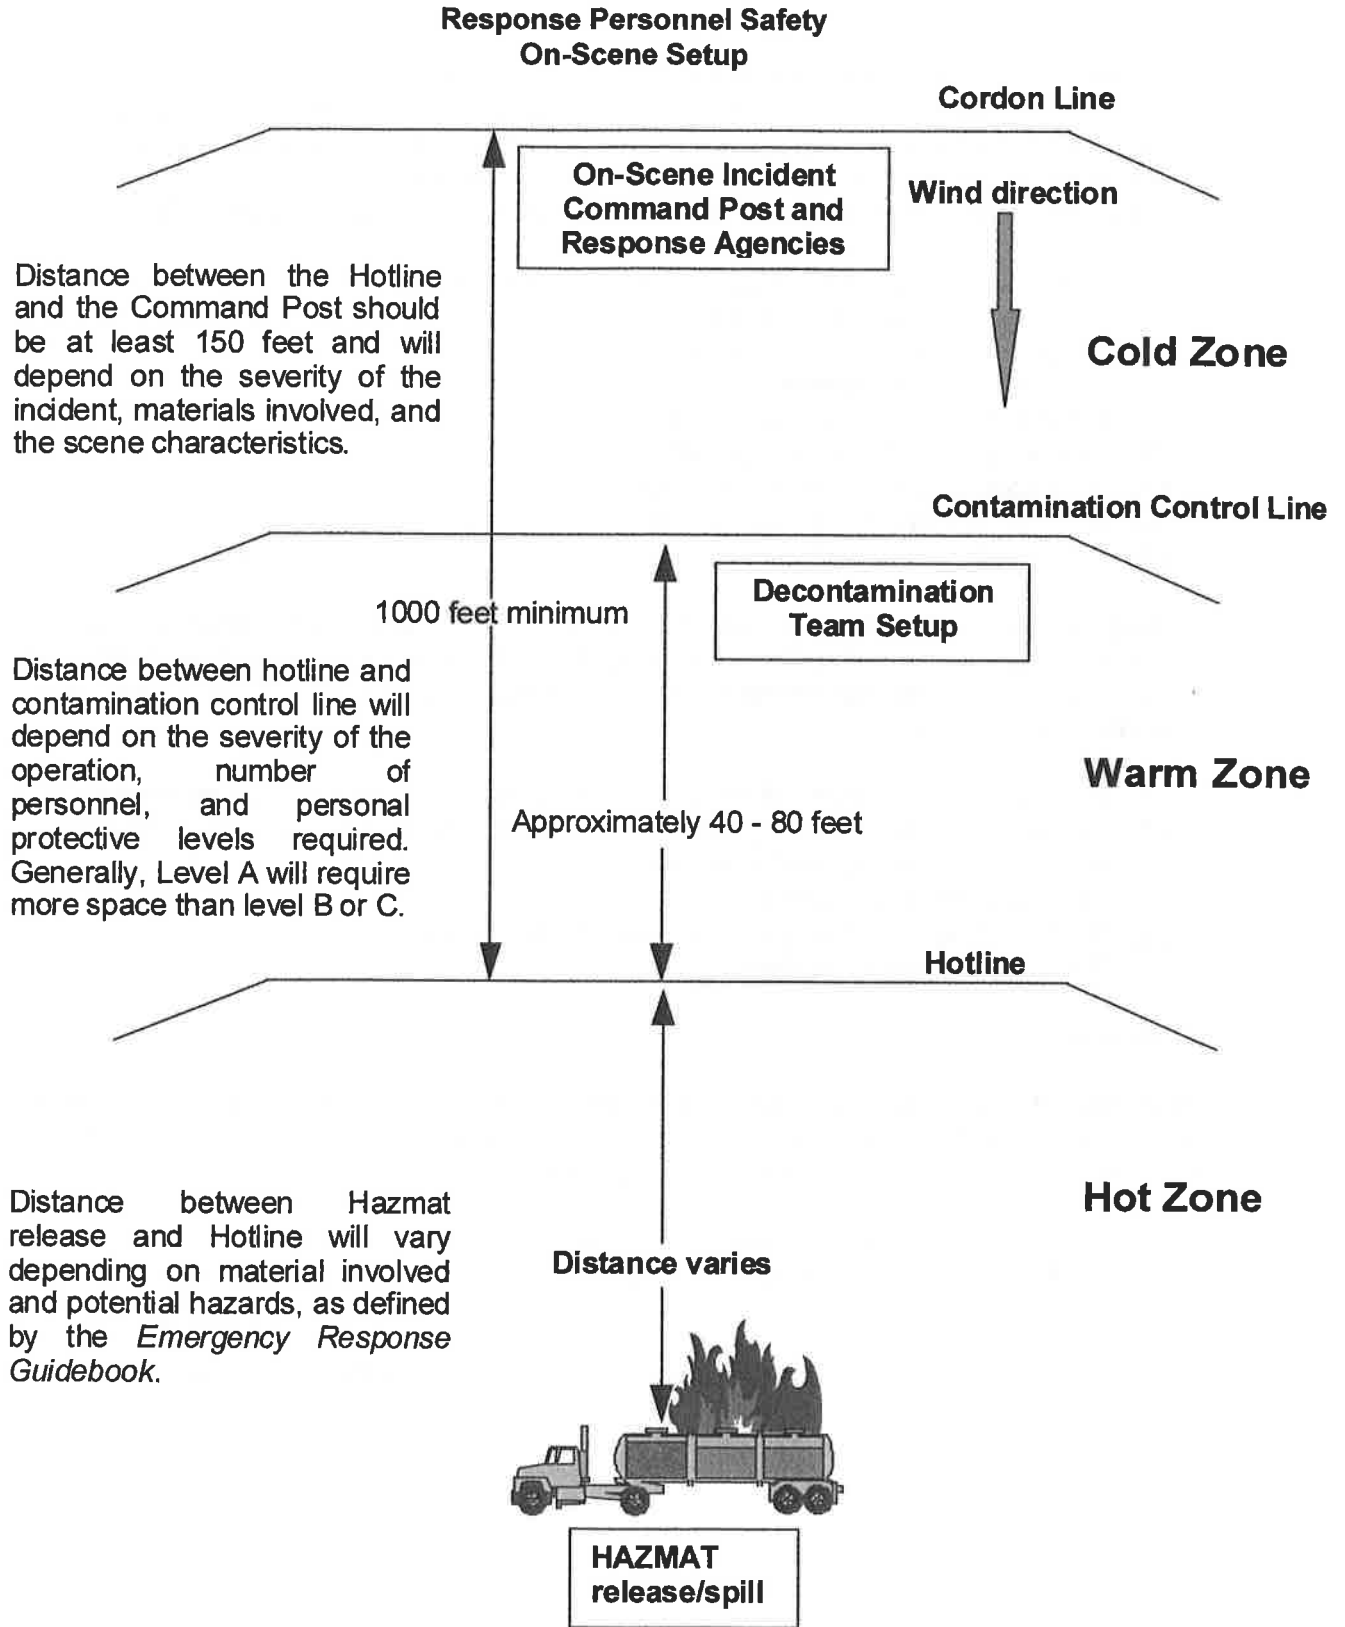 Response Personnel Safety
On-Scene Setup
Cordon Line
On-Scene Incident
Command Post and
Response Agencies
Wind direction
Distance between the Hotline
and the Command Post should
be at least 150 feet and will
depend on the severity of the
incident, materials involved, and
the scene characteristics.
Cold Zone
Contamination Control Line
Decontamination
Team Setup
1000 feet minimum
Distance between hotline and
contamination control line will
depend on the severity of the
operation, number of
personnel, and personal
protective levels required.
Generally, Level A will require
more space than level B or C.
Warm Zone
Approximately 40 - 80 feet
Hotline
Distance between Hazmat
release and Hotline will vary
depending on material involved
and potential hazards, as defined
by the Emergency Response
Guidebook.
Hot Zone
Distance varies
HAZMAT
release/spill